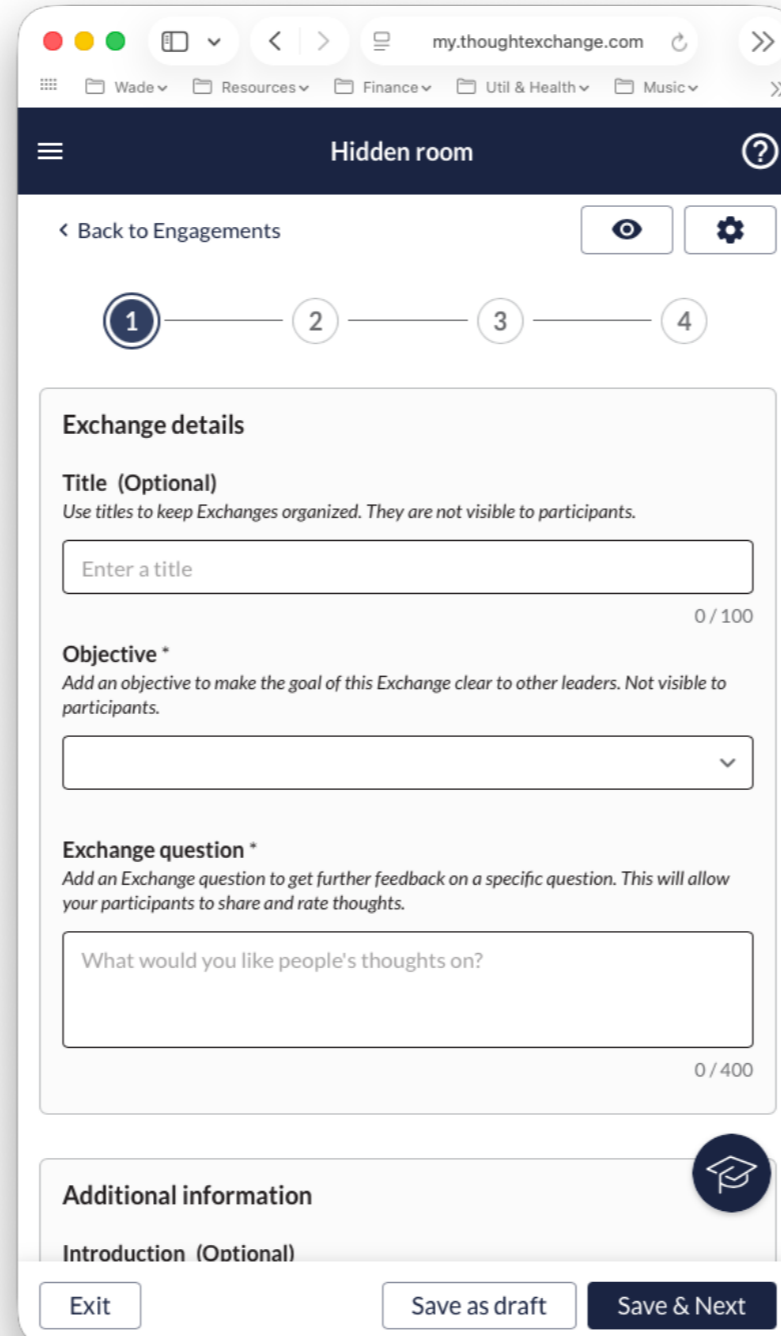 my.thoughtexchange.com
Wade Resources Finance Util & Health Music
Hidden room
Back to Engagements
1 2 3 4
Exchange details
Title (Optional)
Use titles to keep Exchanges organized. They are not visible to participants.
Enter a title
0 / 100
Objective *
Add an objective to make the goal of this Exchange clear to other leaders. Not visible to
participants.
Exchange question *
Add an Exchange question to get further feedback on a specific question. This will allow
your participants to share and rate thoughts.
What would you like people's thoughts on?
0 / 400
Additional information
Introduction (Optional)
Exit Save as draft Save & Next